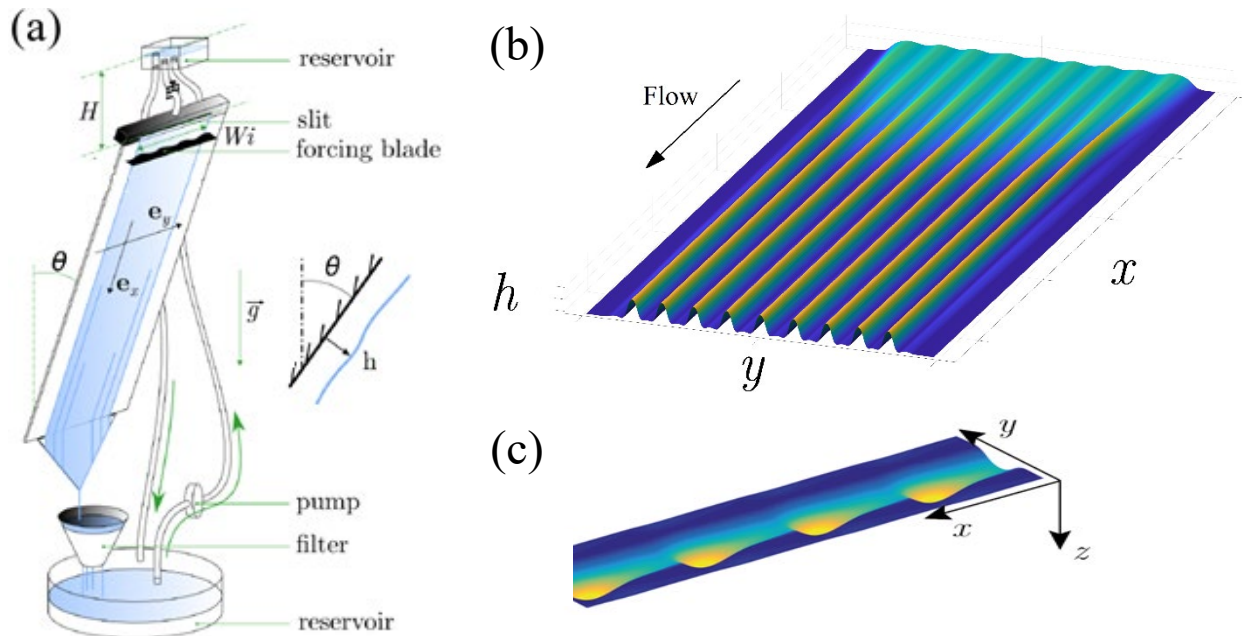 (a)
reservoir
H
slit
Wi
forcing blade
e_y
θ
e_x
g⃗
θ
h
pump
filter
reservoir
(b)
Flow
h
x
y
(c)
y
x
z